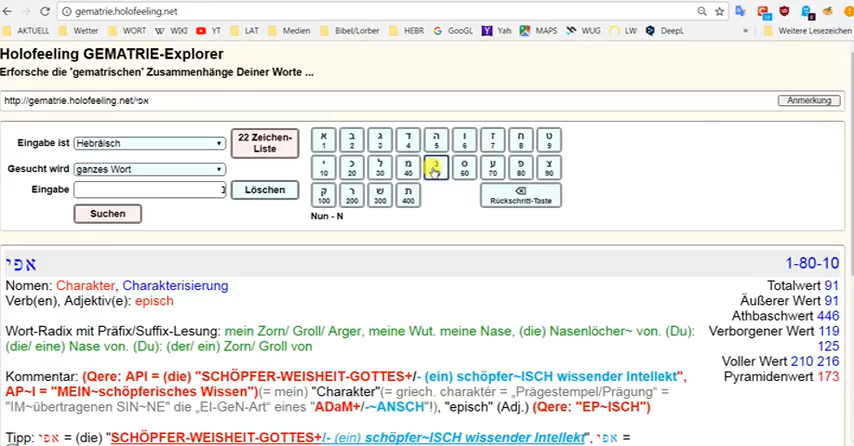 gematrie.holofeeling.net
AKTUELL Wetter WORT WIKI YT LAT Medien Bibel/Lorber HEBR GooGL Yah MAPS WUG LW DeepL » Weitere Lesezeichen
Holofeeling GEMATRIE-Explorer
Erforsche die 'gematrischen' Zusammenhänge Deiner Worte ...
http://gematrie.holofeeling.net/אפי Anmerkung
Eingabe ist Hebräisch 22 Zeichen-Liste
Gesucht wird ganzes Wort
Eingabe נ Löschen
Suchen
א ב ג ד ה ו ז ח ט
1 2 3 4 5 6 7 8 9
י כ ל מ נ ס ע פ צ
10 20 30 40 60 70 80 90
ק ר ש ת Rückschritt-Taste
100 200 300 400
Nun - N
אפי 1-80-10
Nomen: Charakter, Charakterisierung Totalwert 91
Verb(en), Adjektiv(e): episch Äußerer Wert 91
Athbaschwert 446
Wort-Radix mit Präfix/Suffix-Lesung: mein Zorn/ Groll/ Arger, meine Wut. meine Nase, (die) Nasenlöcher~ von. (Du): Verborgener Wert 119
(die/ eine) Nase von. (Du): (der/ ein) Zorn/ Groll von 125
Voller Wert 210 216
Kommentar: (Qere: API = (die) "SCHÖPFER-WEISHEIT-GOTTES+/- (ein) schöpfer~ISCH wissender Intellekt", Pyramidenwert 173
AP~I = "MEIN~schöpferisches Wissen")(= mein) "Charakter"(= griech. charaktér = „Prägestempel/Prägung“ =
"IM~übertragenen SIN~NE" die „EI-GeN-Art“ eines "ADaM+/-~ANSCH"!), "episch" (Adj.) (Qere: "EP~ISCH")
Tipp: אפי = (die) "SCHÖPFER-WEISHEIT-GOTTES+/- (ein) schöpfer~ISCH wissender Intellekt", אפי =